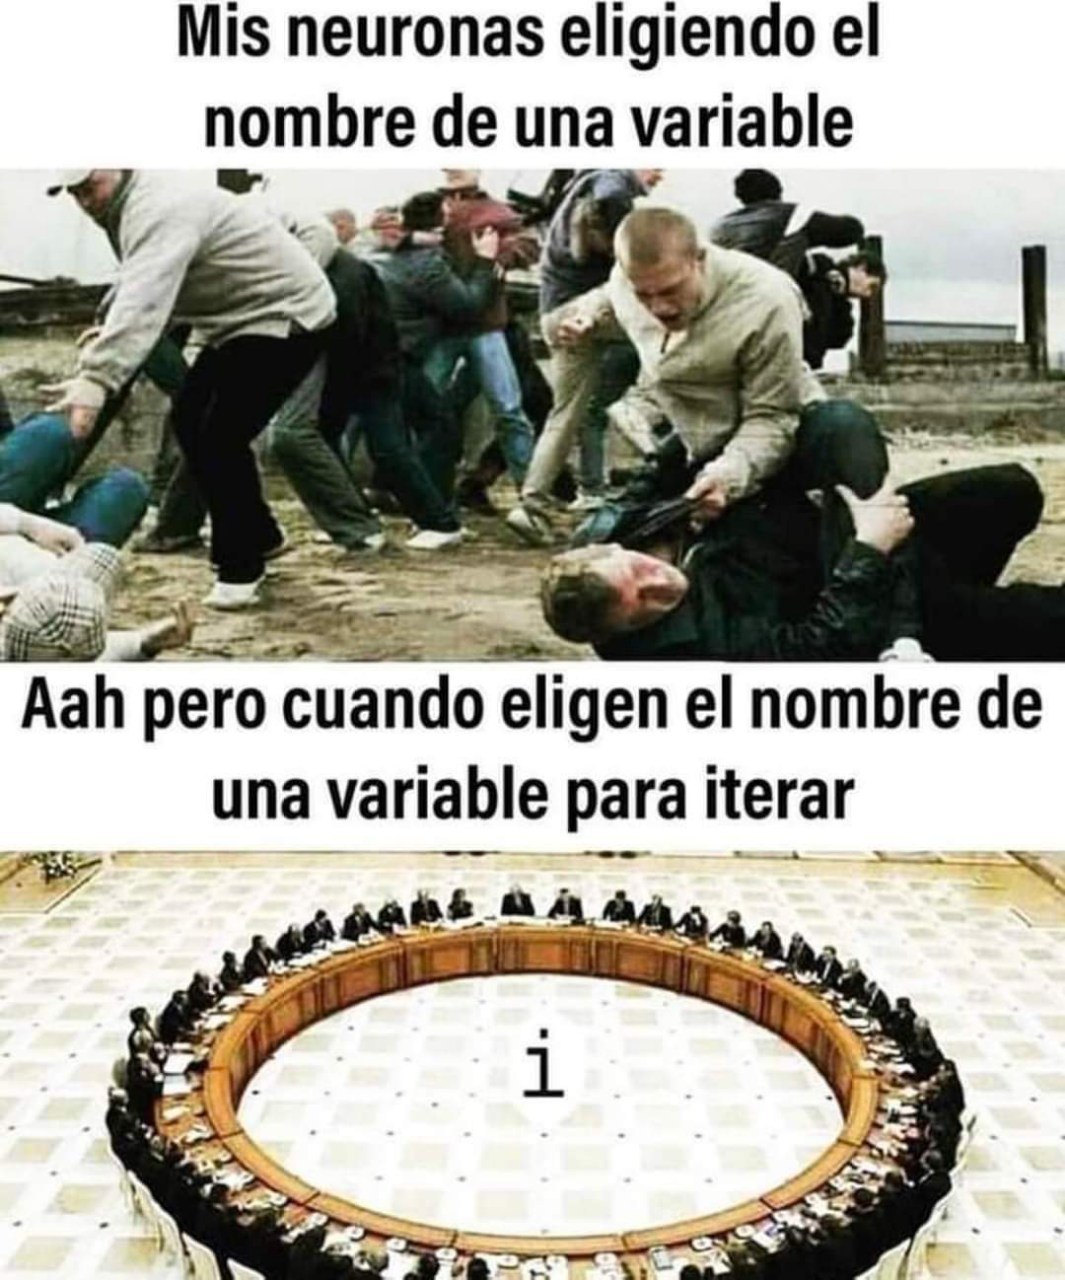 Mis neuronas eligiendo el
nombre de una variable
Aah pero cuando eligen el nombre de
una variable para iterar
i